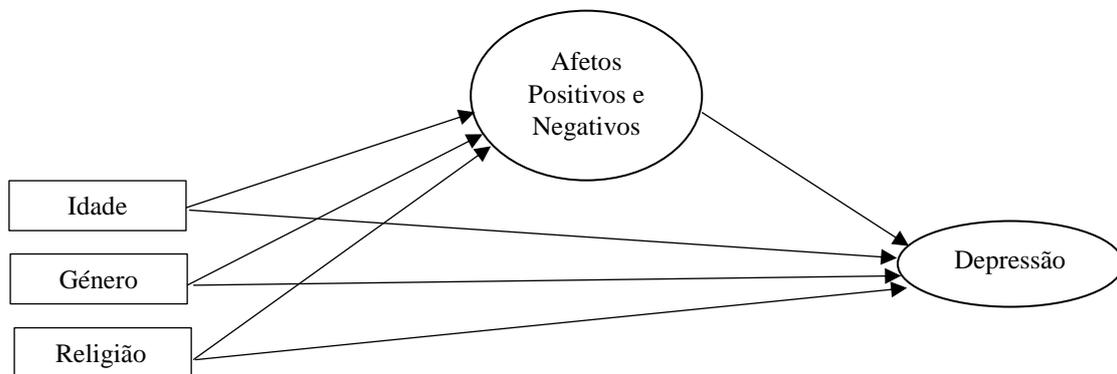 Afetos
Positivos e
Negativos
Idade
Género
Religião
Depressão